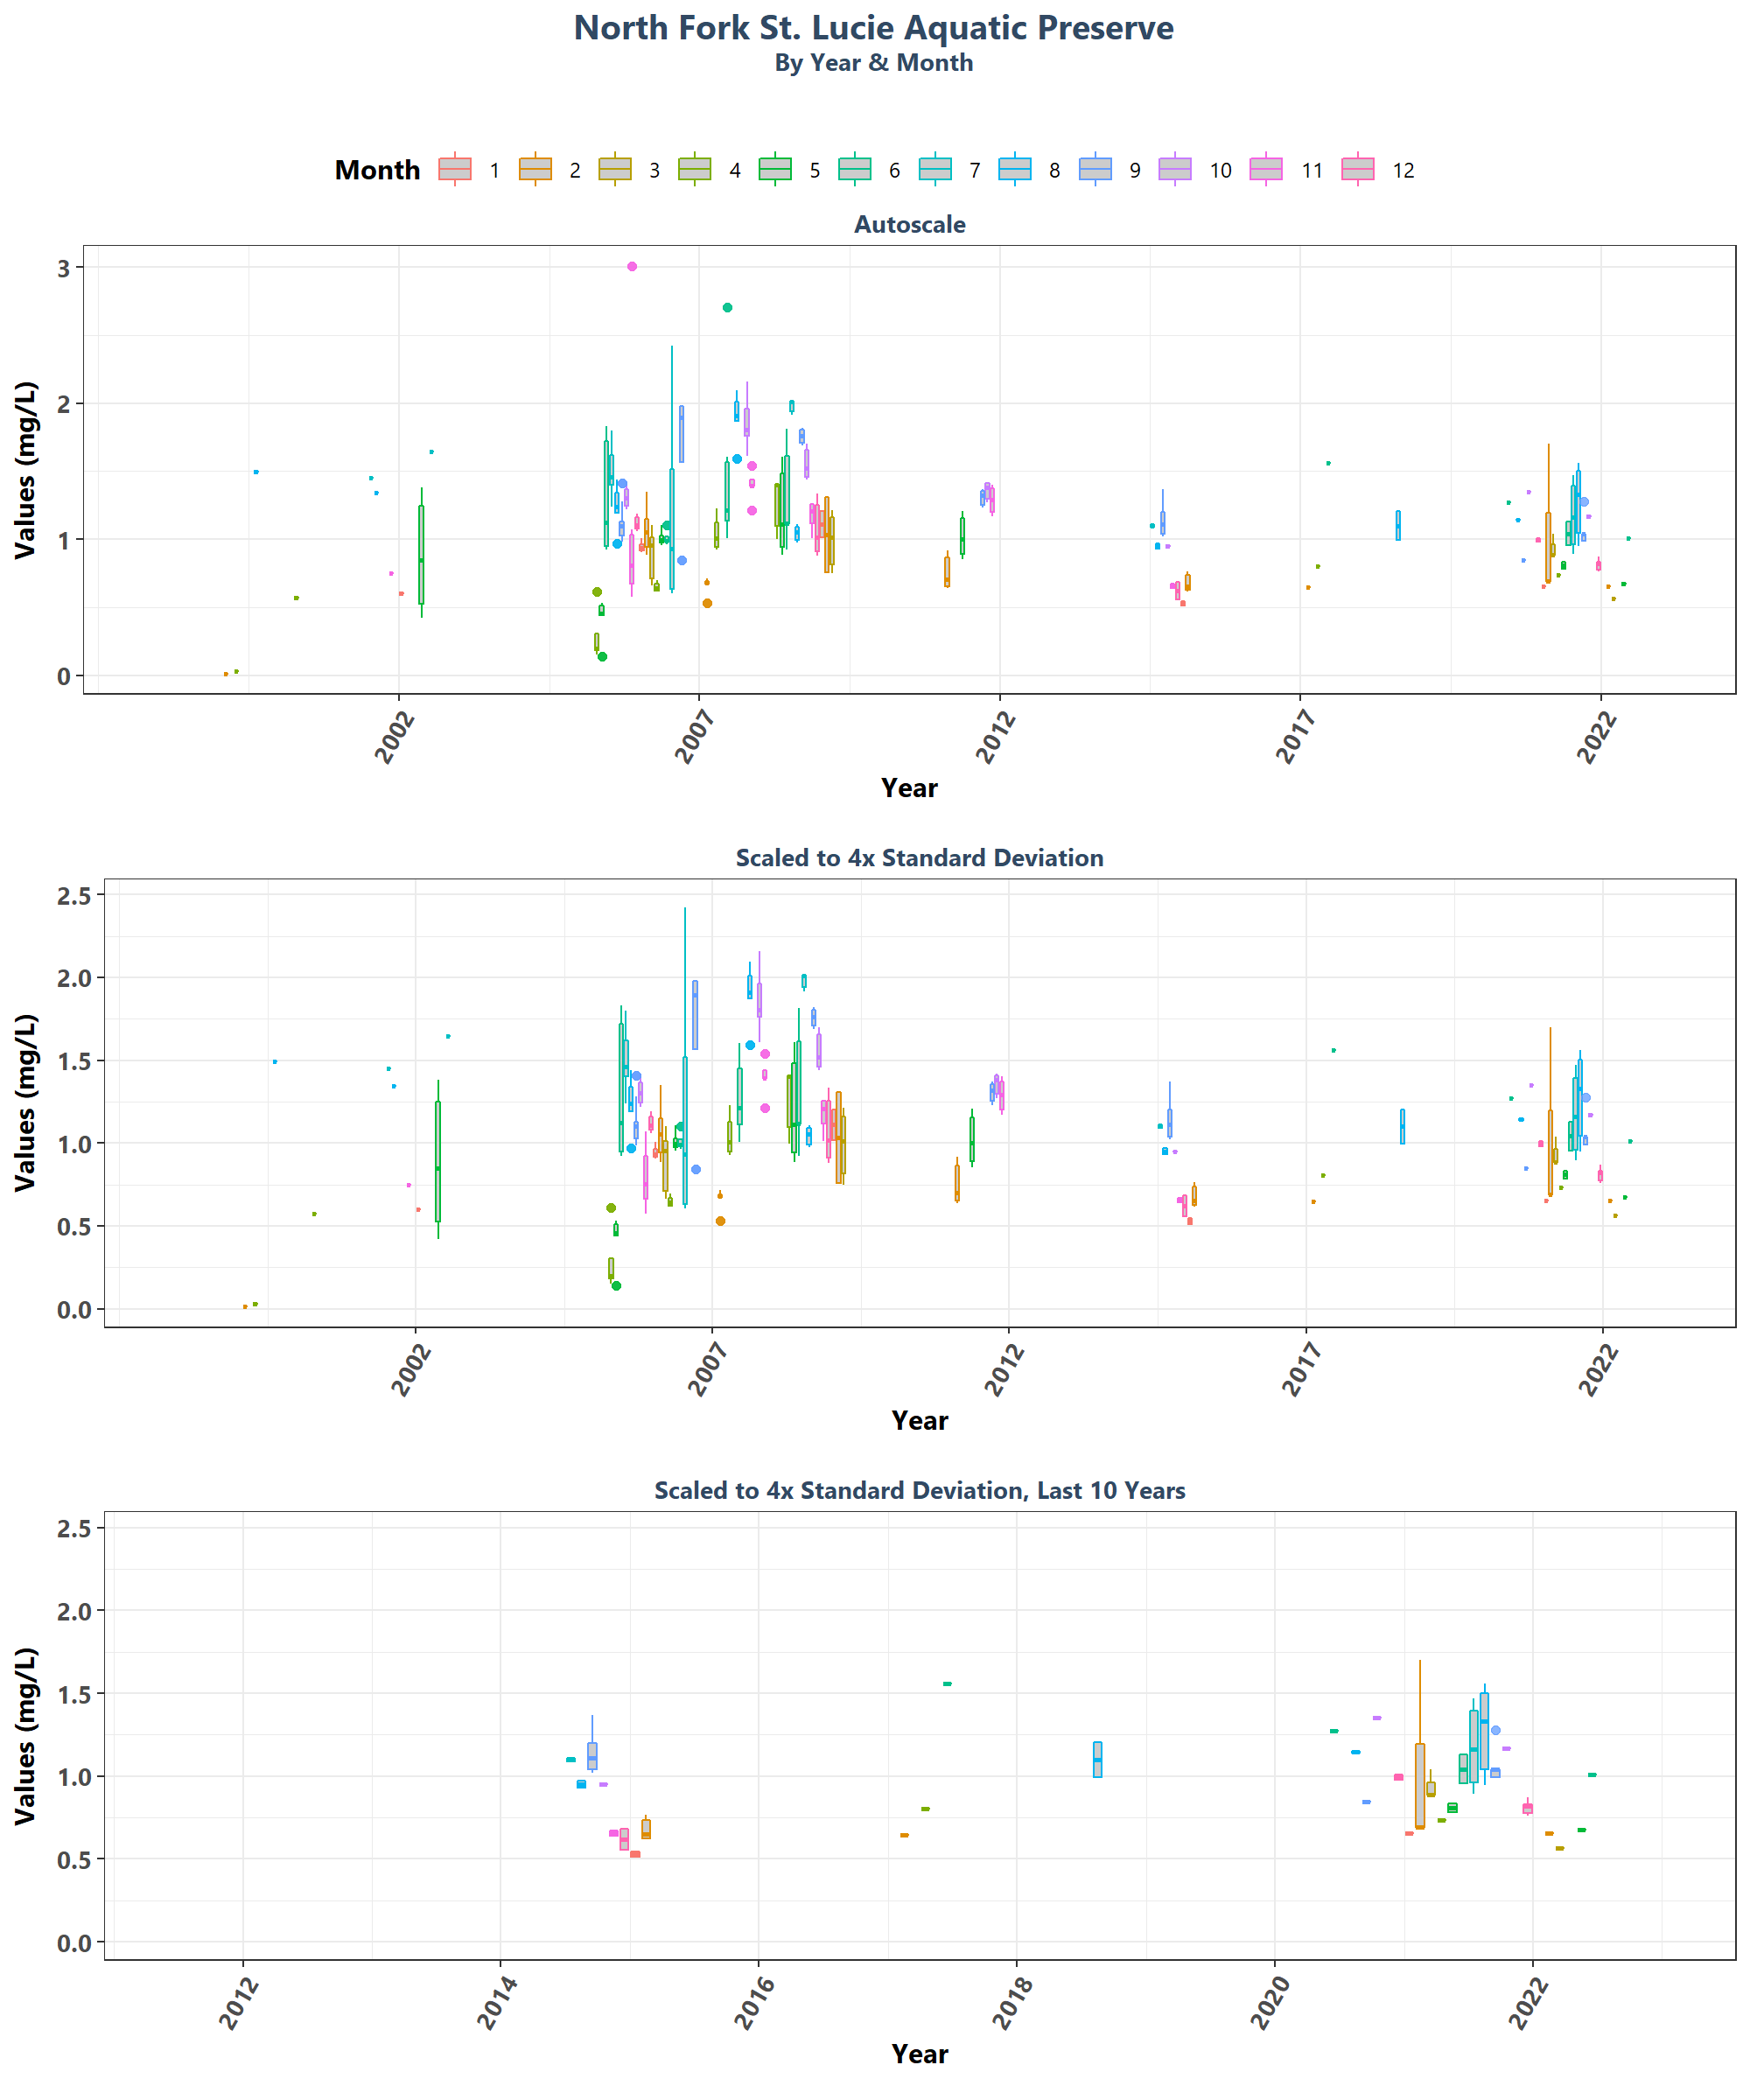 North Fork St. Lucie Aquatic Preserve
By Year & Month
Month 1 2 3 4 5 6 7 8 9 10 11 12
Autoscale
Values (mg/L)
3
2
1
0
2002 2007 2012 2017 2022
Year
Scaled to 4x Standard Deviation
Values (mg/L)
2.5
2.0
1.5
1.0
0.5
0.0
2002 2007 2012 2017 2022
Year
Scaled to 4x Standard Deviation, Last 10 Years
Values (mg/L)
2.5
2.0
1.5
1.0
0.5
0.0
2012 2014 2016 2018 2020 2022
Year